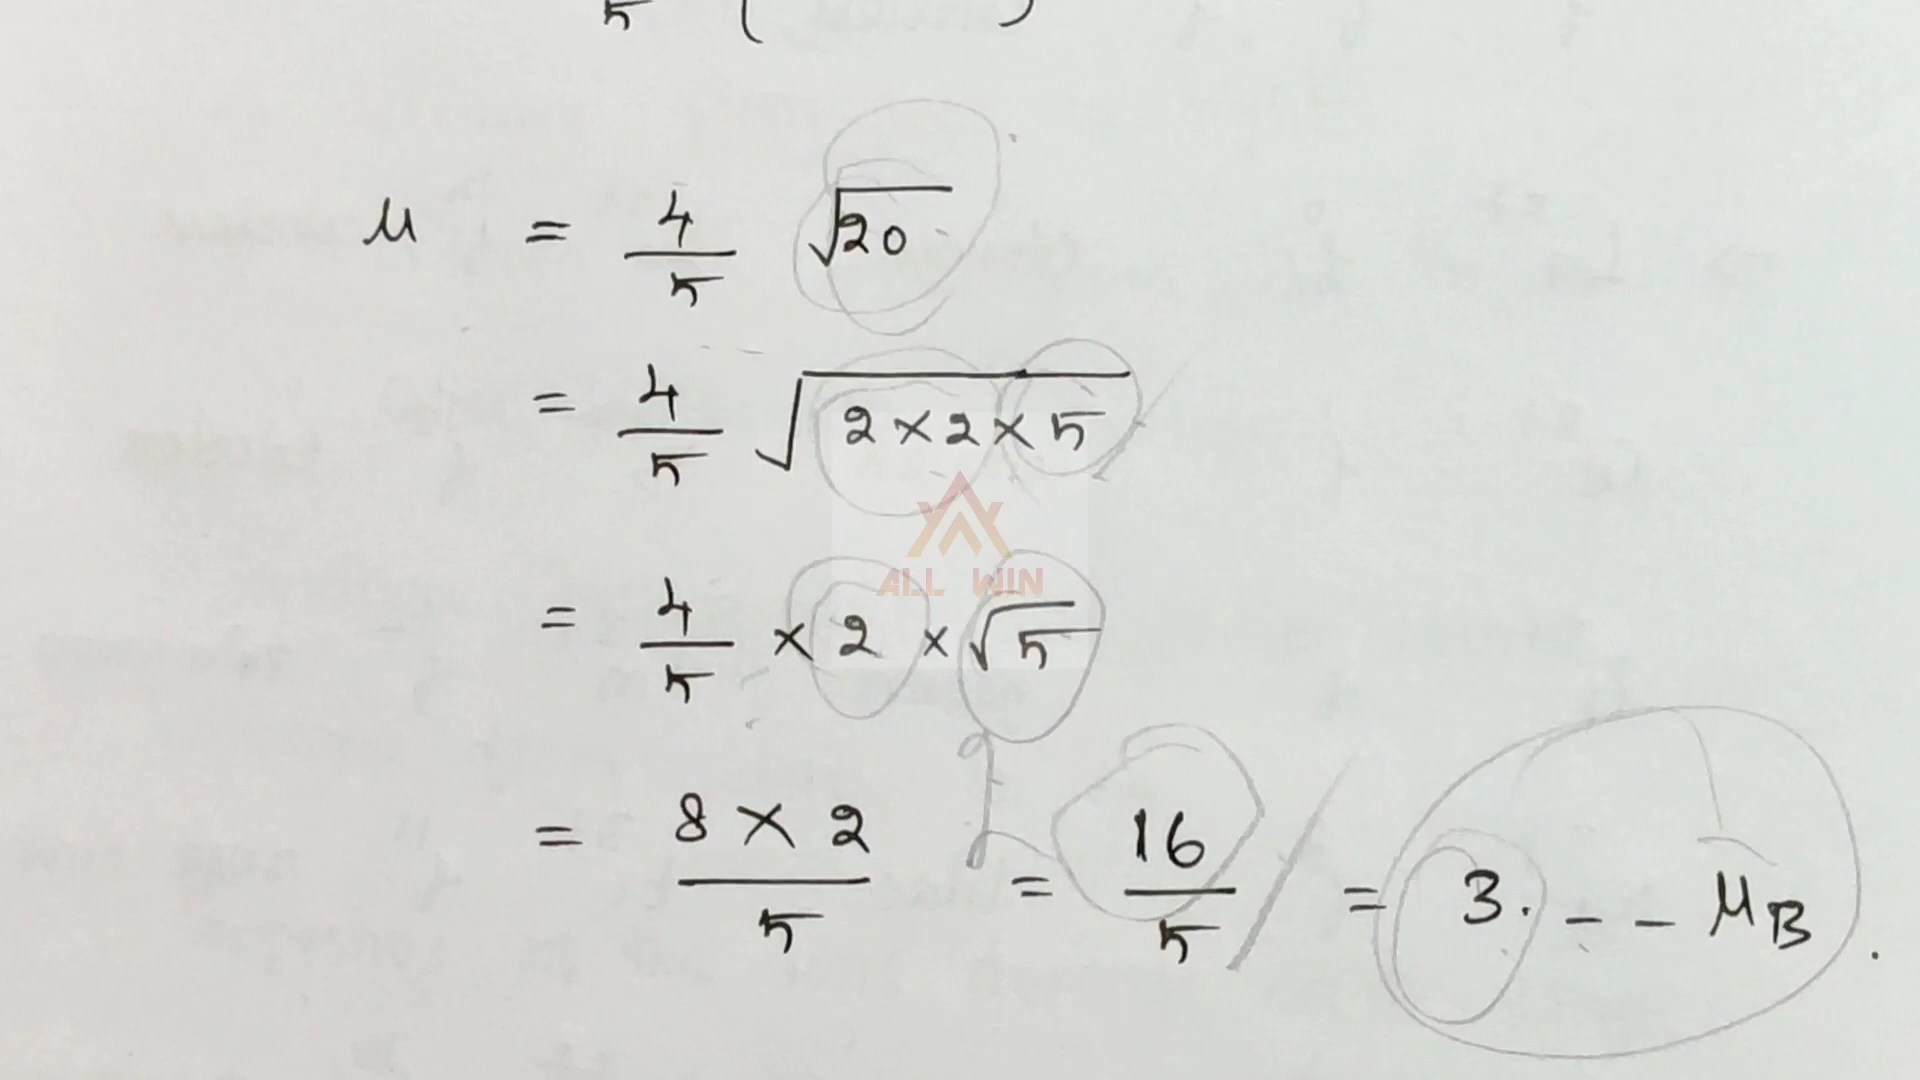 5 (      )
μ = 4/5 √20
= 4/5 √2×2×5
= 4/5 × 2 × √5
= 8 × 2/5 = 16/5 = 3. - - μB.
ALL WIN